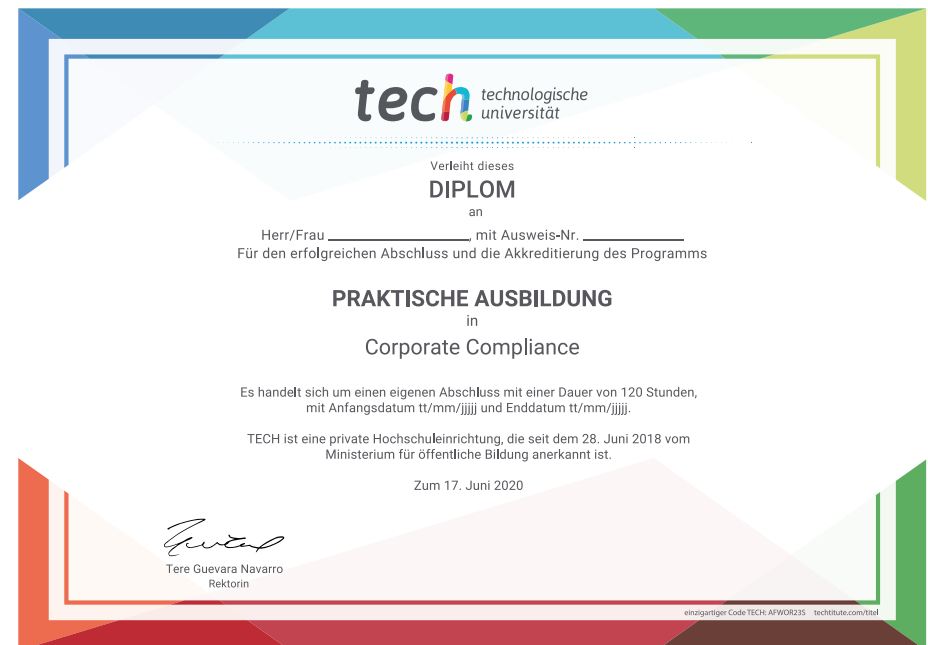 tech technologische
universität
Verleiht dieses
DIPLOM
an
Herr/Frau ____________, mit Ausweis-Nr. ____________
Für den erfolgreichen Abschluss und die Akkreditierung des Programms
PRAKTISCHE AUSBILDUNG
in
Corporate Compliance
Es handelt sich um einen eigenen Abschluss mit einer Dauer von 120 Stunden,
mit Anfangsdatum tt/mm/jjjjj und Enddatum tt/mm/jjjjj.
TECH ist eine private Hochschuleinrichtung, die seit dem 28. Juni 2018 vom
Ministerium für öffentliche Bildung anerkannt ist.
Zum 17. Juni 2020
Tere Guevara Navarro
Rektorin
einzigartiger Code TECH: AFWOR23S techtitute.com/titel